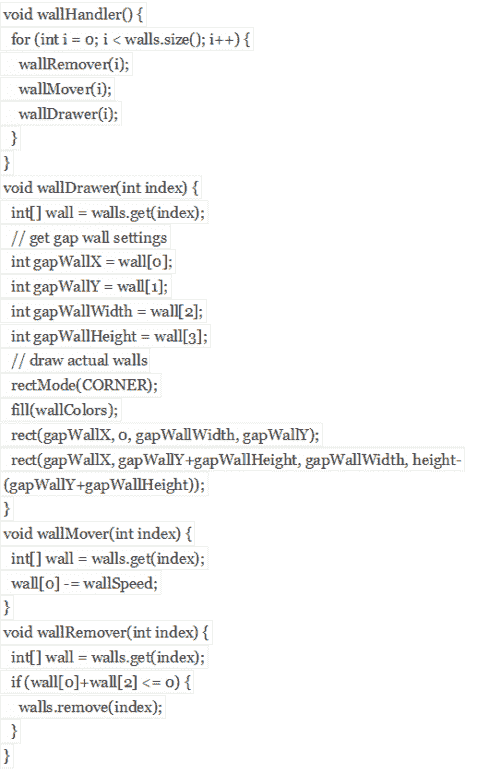 void wallHandler() {
  for (int i = 0; i < walls.size(); i++) {
    wallRemover(i);
    wallMover(i);
    wallDrawer(i);
  }
}
void wallDrawer(int index) {
  int[] wall = walls.get(index);
  // get gap wall settings
  int gapWallX = wall[0];
  int gapWallY = wall[1];
  int gapWallWidth = wall[2];
  int gapWallHeight = wall[3];
  // draw actual walls
  rectMode(CORNER);
  fill(wallColors);
  rect(gapWallX, 0, gapWallWidth, gapWallY);
  rect(gapWallX, gapWallY+gapWallHeight, gapWallWidth, height-
(gapWallY+gapWallHeight));
}
void wallMover(int index) {
  int[] wall = walls.get(index);
  wall[0] -= wallSpeed;
}
void wallRemover(int index) {
  int[] wall = walls.get(index);
  if (wall[0]+wall[2] <= 0) {
    walls.remove(index);
  }
}